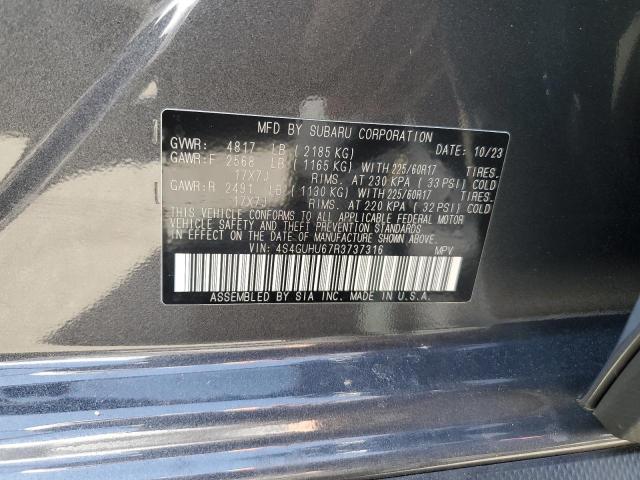 MFD BY SUBARU CORPORATION
GVWR: 4817 LB (2185 KG) DATE: 10/23
GAWR:F 2568 LB (1165 KG) WITH 225/60R17 TIRES.
17X7J RIMS. AT 230 KPA (33 PSI) COLD
GAWR:R 2491 LB (1130 KG) WITH 225/60R17 TIRES.
17X7J RIMS. AT 220 KPA (32 PSI) COLD
THIS VEHICLE CONFORMS TO ALL APPLICABLE FEDERAL MOTOR
VEHICLE SAFETY AND BUMPER STANDARDS
IN EFFECT ON THE DATE OF MANUFACTURE SHOWN ABOVE.
VIN: 4S4GUHU67R3737316 MPV
ASSEMBLED BY SIA INC. MADE IN U.S.A.